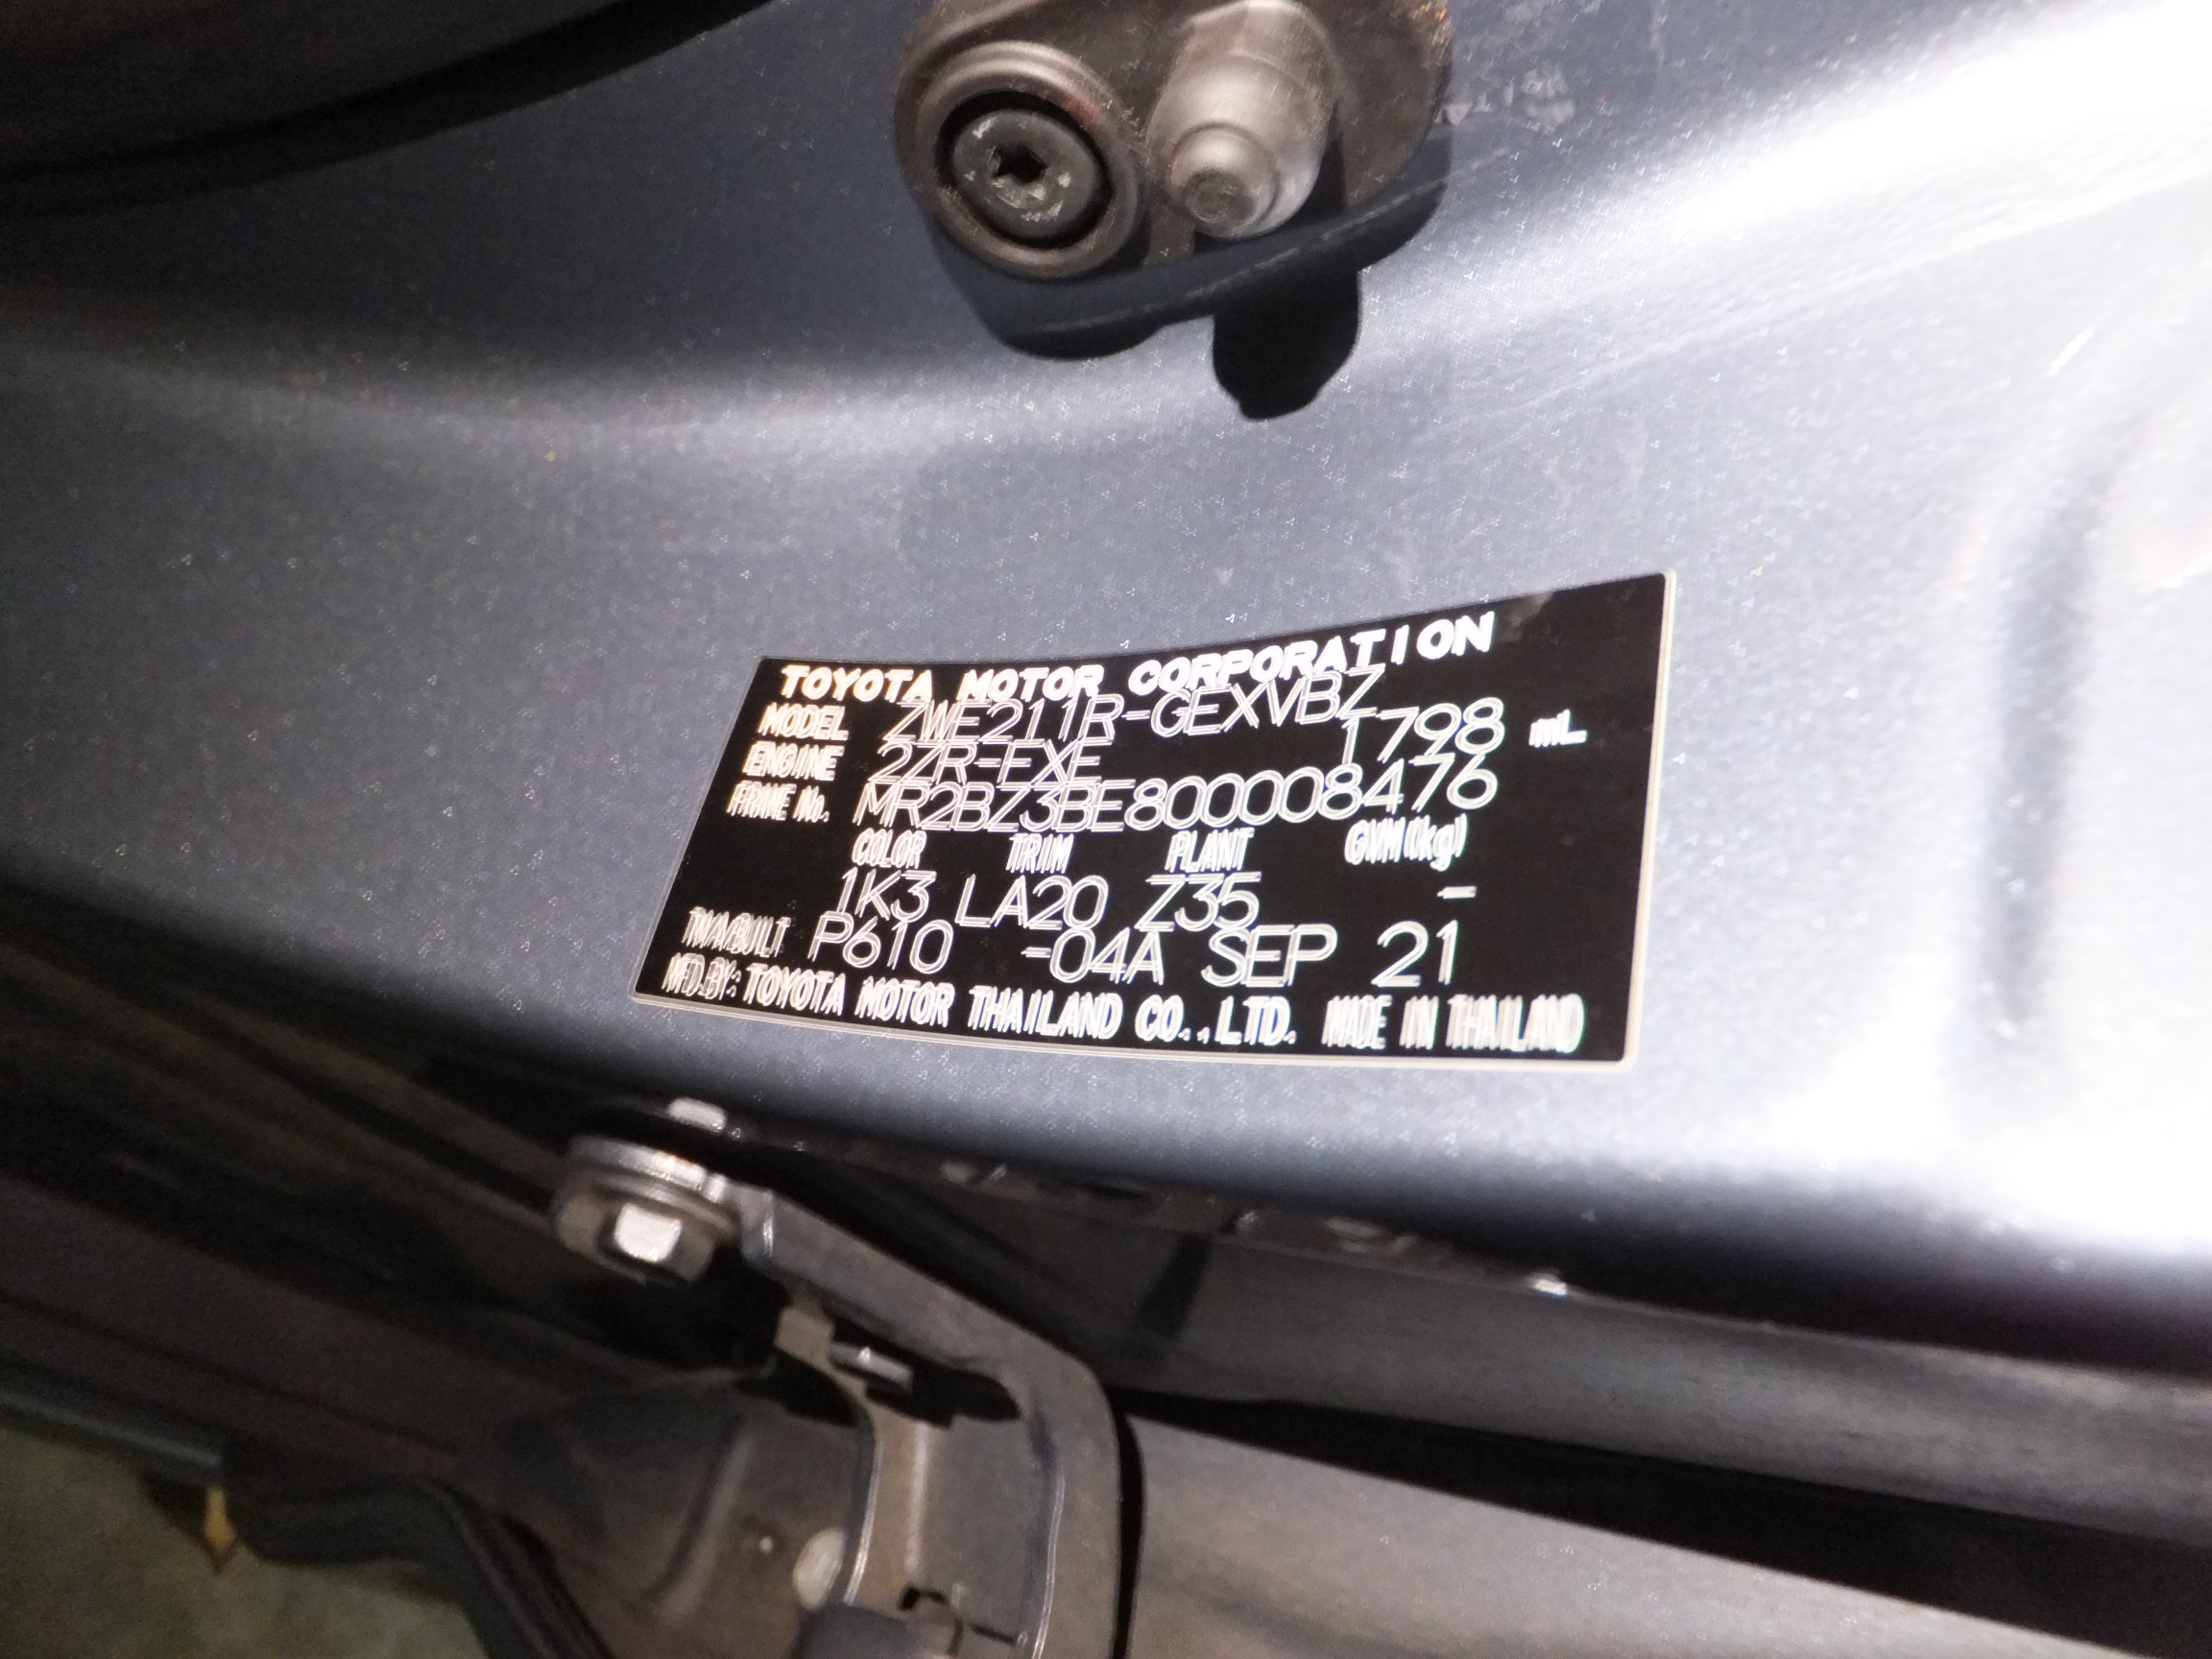 TOYOTA MOTOR CORPORATION
MODEL ZWE211R-GEXVBZ
ENGINE 2ZR-FXE 1798 mL
FRAME No. MR2BZ3BE800008476
COLOR TRIM PLANT GVM(kg)
1K3 LA20 Z35 -
T/A/BUILT P610 -04A SEP 21
MFD.BY: TOYOTA MOTOR THAILAND CO.,LTD. MADE IN THAILAND